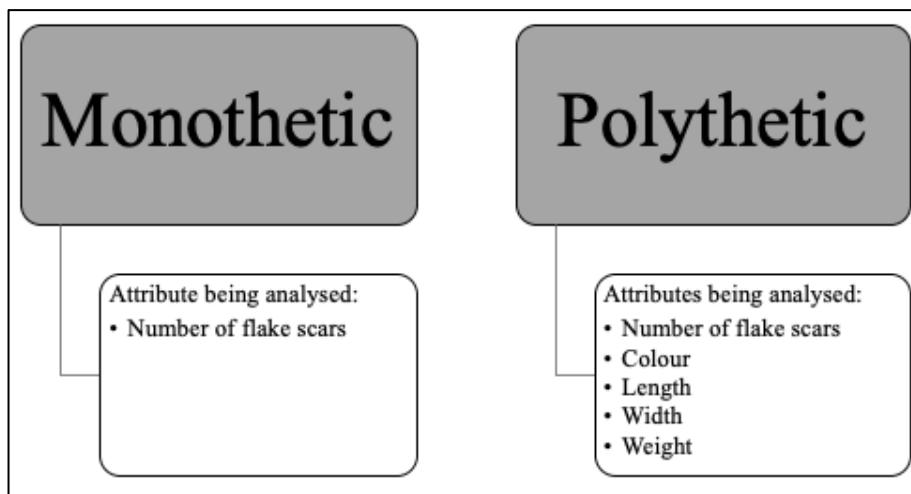 Monothetic
Attribute being analysed:
• Number of flake scars
Polythetic
Attributes being analysed:
• Number of flake scars
• Colour
• Length
• Width
• Weight